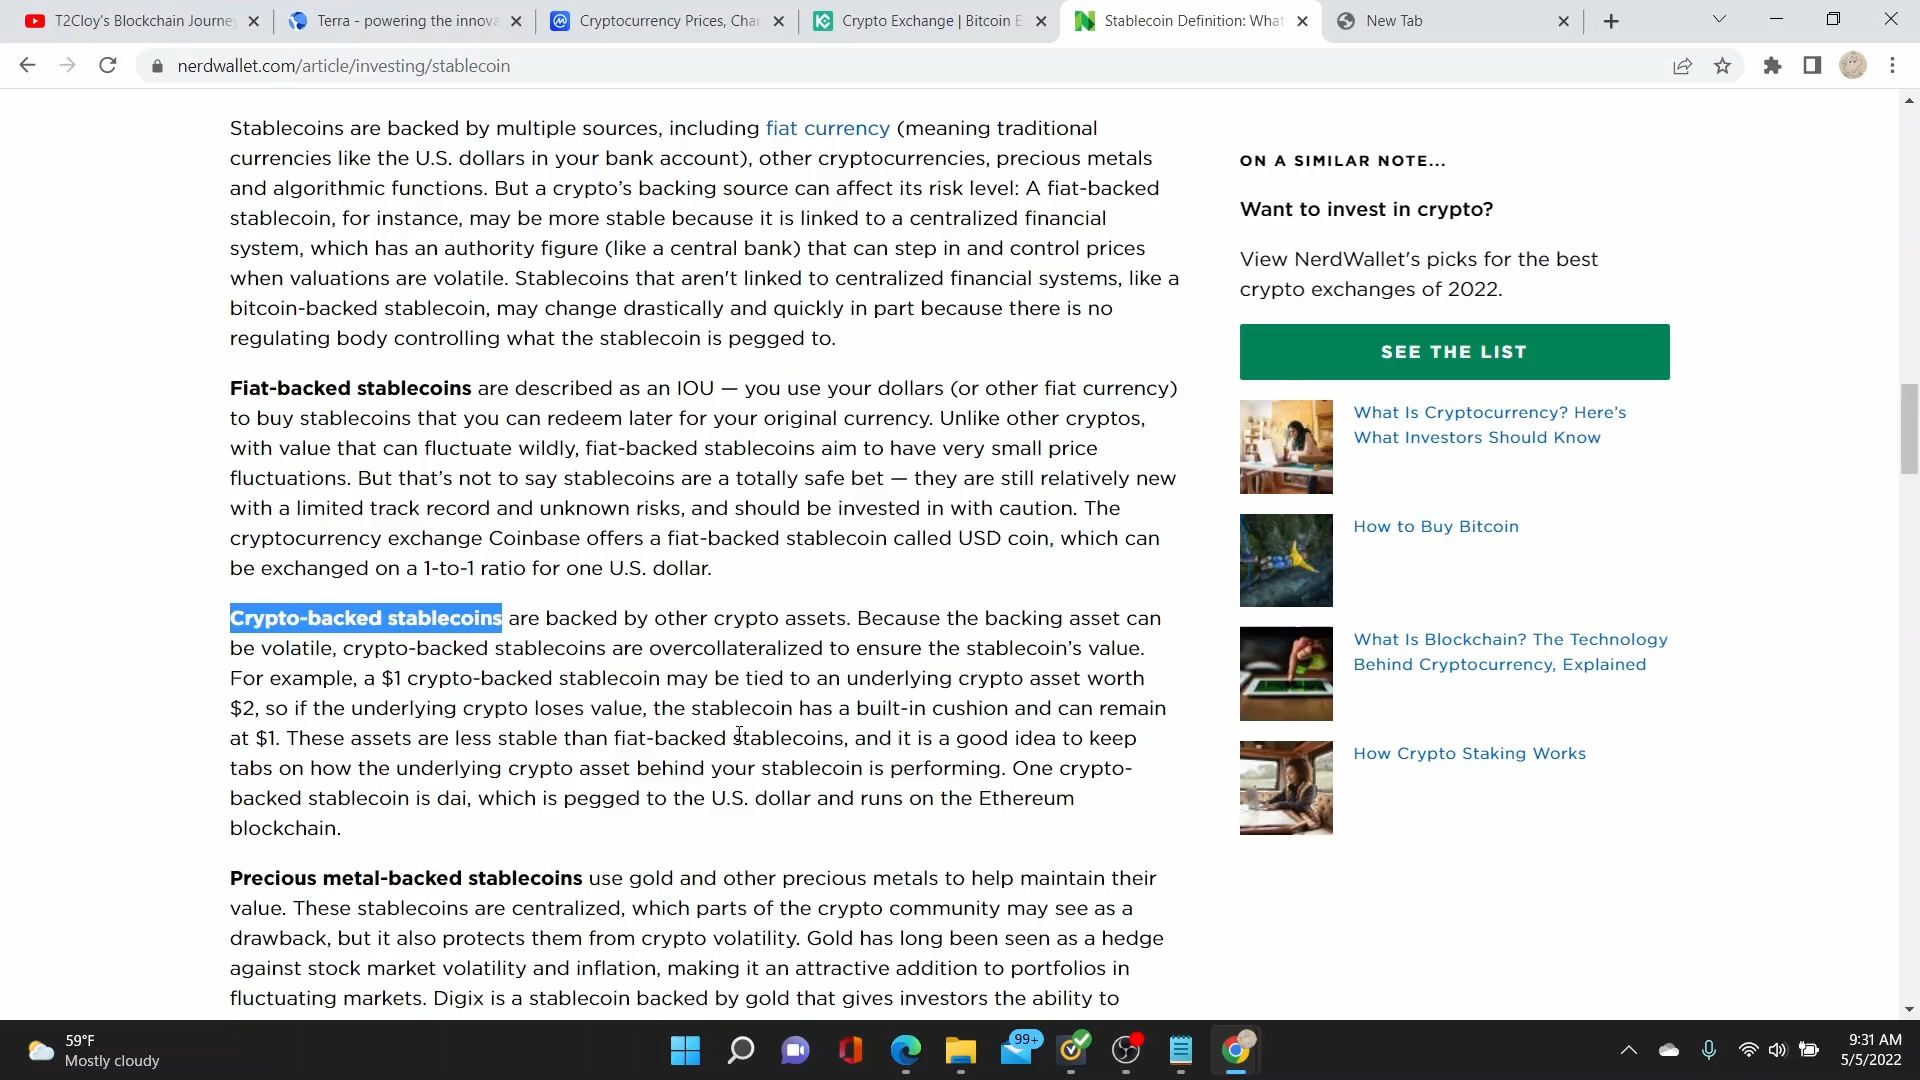 T2Cloy's Blockchain Journey
Terra - powering the innova
Cryptocurrency Prices, Char
Crypto Exchange | Bitcoin E
Stablecoin Definition: What
New Tab
nerdwallet.com/article/investing/stablecoin
Stablecoins are backed by multiple sources, including fiat currency (meaning traditional
currencies like the U.S. dollars in your bank account), other cryptocurrencies, precious metals
and algorithmic functions. But a crypto’s backing source can affect its risk level: A fiat-backed
stablecoin, for instance, may be more stable because it is linked to a centralized financial
system, which has an authority figure (like a central bank) that can step in and control prices
when valuations are volatile. Stablecoins that aren't linked to centralized financial systems, like a
bitcoin-backed stablecoin, may change drastically and quickly in part because there is no
regulating body controlling what the stablecoin is pegged to.
Fiat-backed stablecoins are described as an IOU — you use your dollars (or other fiat currency)
to buy stablecoins that you can redeem later for your original currency. Unlike other cryptos,
with value that can fluctuate wildly, fiat-backed stablecoins aim to have very small price
fluctuations. But that’s not to say stablecoins are a totally safe bet — they are still relatively new
with a limited track record and unknown risks, and should be invested in with caution. The
cryptocurrency exchange Coinbase offers a fiat-backed stablecoin called USD coin, which can
be exchanged on a 1-to-1 ratio for one U.S. dollar.
Crypto-backed stablecoins are backed by other crypto assets. Because the backing asset can
be volatile, crypto-backed stablecoins are overcollateralized to ensure the stablecoin’s value.
For example, a $1 crypto-backed stablecoin may be tied to an underlying crypto asset worth
$2, so if the underlying crypto loses value, the stablecoin has a built-in cushion and can remain
at $1. These assets are less stable than fiat-backed stablecoins, and it is a good idea to keep
tabs on how the underlying crypto asset behind your stablecoin is performing. One crypto-
backed stablecoin is dai, which is pegged to the U.S. dollar and runs on the Ethereum
blockchain.
Precious metal-backed stablecoins use gold and other precious metals to help maintain their
value. These stablecoins are centralized, which parts of the crypto community may see as a
drawback, but it also protects them from crypto volatility. Gold has long been seen as a hedge
against stock market volatility and inflation, making it an attractive addition to portfolios in
fluctuating markets. Digix is a stablecoin backed by gold that gives investors the ability to
ON A SIMILAR NOTE...
Want to invest in crypto?
View NerdWallet's picks for the best
crypto exchanges of 2022.
SEE THE LIST
What Is Cryptocurrency? Here’s
What Investors Should Know
How to Buy Bitcoin
What Is Blockchain? The Technology
Behind Cryptocurrency, Explained
How Crypto Staking Works
59°F
Mostly cloudy
99+
9:31 AM
5/5/2022